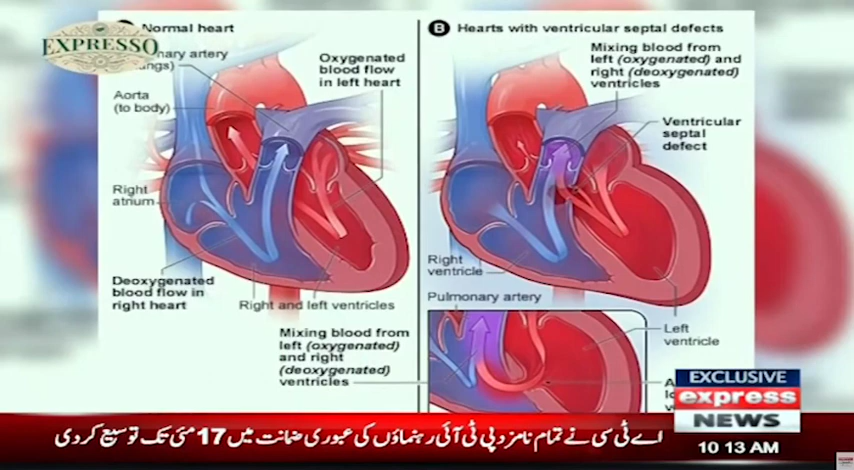 EXPRESSO
Normal heart
artery
Aorta
(to body)
Oxygenated
blood flow
in left heart
Right
atrium
Deoxygenated
blood flow in
right heart
Right and left ventricles
B Hearts with ventricular septal defects
Mixing blood from
left (oxygenated) and
right (deoxygenated)
ventricles
Ventricular
septal
defect
Right
ventricle
Pulmonary artery
Left
ventricle
Mixing blood from
left (oxygenated)
and right
(deoxygenated)
ventricles
EXCLUSIVE
express
NEWS
10 13 AM
اے ٹی سی نے تمام نامزد پی ٹی آئی رہنماؤں کی عبوری ضمانت میں 17 مئی تک توسیع کر دی